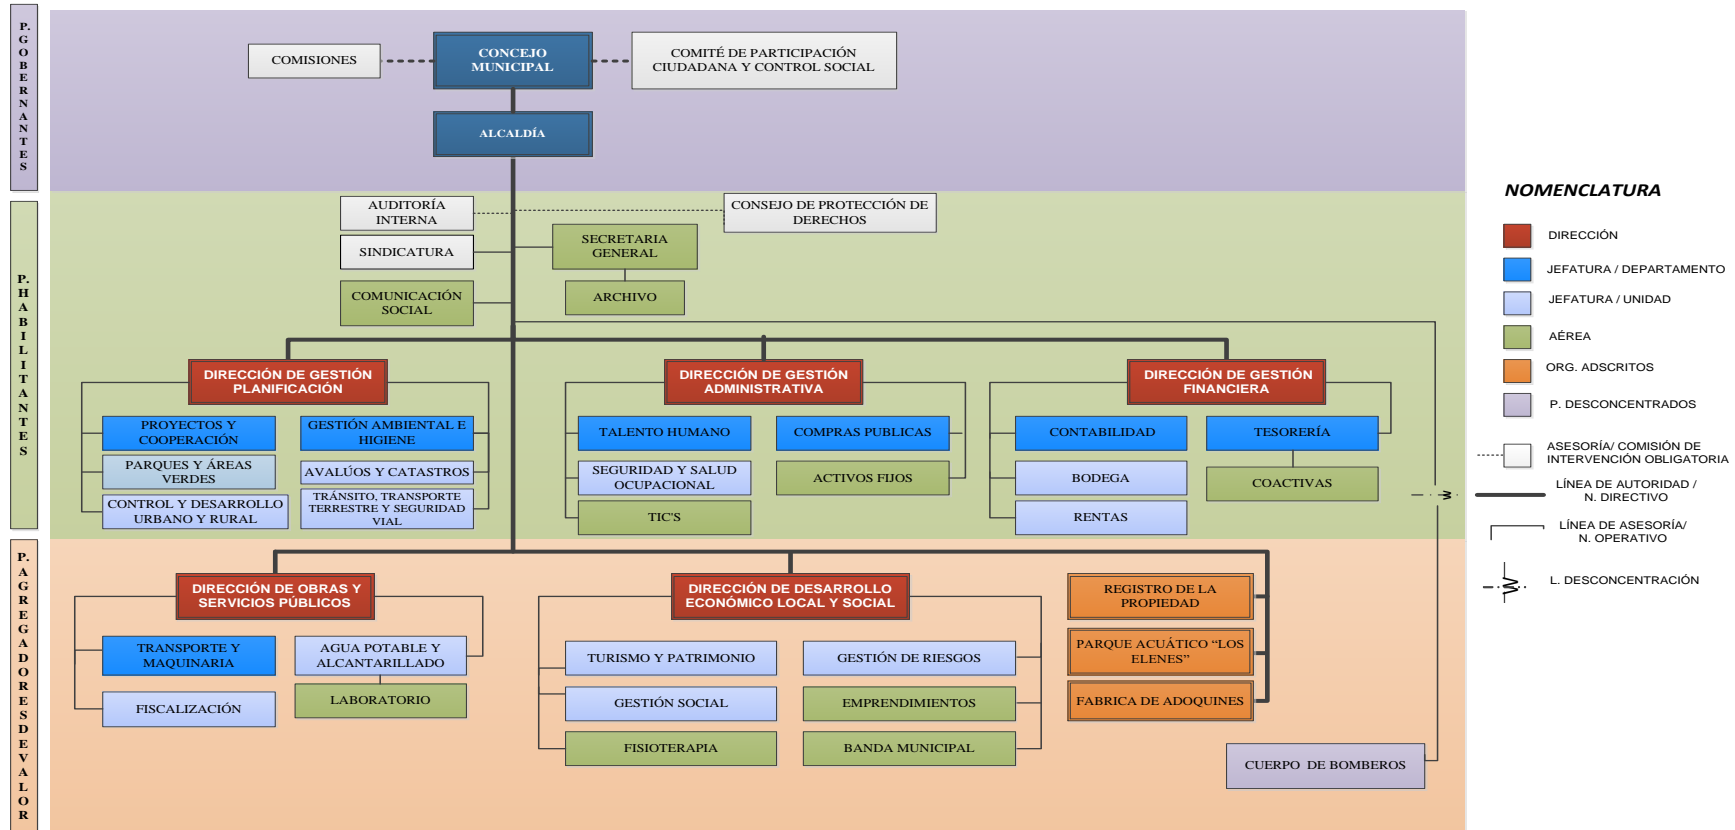 P.
G
O
B
E
R
N
A
N
T
E
S
CONCEJO
MUNICIPAL
COMISIONES
COMITÉ DE PARTICIPACIÓN
CIUDADANA Y CONTROL SOCIAL
ALCALDÍA
P.
H
A
B
I
L
I
T
A
N
T
E
S
AUDITORÍA
INTERNA
CONSEJO DE PROTECCIÓN DE
DERECHOS
SINDICATURA
SECRETARIA
GENERAL
COMUNICACIÓN
SOCIAL
ARCHIVO
DIRECCIÓN DE GESTIÓN
PLANIFICACIÓN
PROYECTOS Y
COOPERACIÓN
GESTIÓN AMBIENTAL E
HIGIENE
PARQUES Y ÁREAS
VERDES
AVALÚOS Y CATASTROS
CONTROL Y DESARROLLO
URBANO Y RURAL
TRÁNSITO, TRANSPORTE
TERRESTRE Y SEGURIDAD
VIAL
DIRECCIÓN DE GESTIÓN
ADMINISTRATIVA
TALENTO HUMANO
COMPRAS PUBLICAS
SEGURIDAD Y SALUD
OCUPACIONAL
ACTIVOS FIJOS
TIC'S
DIRECCIÓN DE GESTIÓN
FINANCIERA
CONTABILIDAD
TESORERÍA
BODEGA
COACTIVAS
RENTAS
P.
A
G
R
E
G
A
D
O
R
E
S
D
E
V
A
L
O
R
DIRECCIÓN DE OBRAS Y
SERVICIOS PÚBLICOS
TRANSPORTE Y
MAQUINARIA
AGUA POTABLE Y
ALCANTARILLADO
FISCALIZACIÓN
LABORATORIO
DIRECCIÓN DE DESARROLLO
ECONÓMICO LOCAL Y SOCIAL
TURISMO Y PATRIMONIO
GESTIÓN DE RIESGOS
GESTIÓN SOCIAL
EMPRENDIMIENTOS
FISIOTERAPIA
BANDA MUNICIPAL
REGISTRO DE LA
PROPIEDAD
PARQUE ACUÁTICO “LOS
ELENES”
FABRICA DE ADOQUINES
CUERPO DE BOMBEROS
NOMENCLATURA
DIRECCIÓN
JEFATURA / DEPARTAMENTO
JEFATURA / UNIDAD
AÉREA
ORG. ADSCRITOS
P. DESCONCENTRADOS
ASESORÍA/ COMISIÓN DE
INTERVENCIÓN OBLIGATORIA
LÍNEA DE AUTORIDAD /
N. DIRECTIVO
LÍNEA DE ASESORÍA/
N. OPERATIVO
L. DESCONCENTRACIÓN